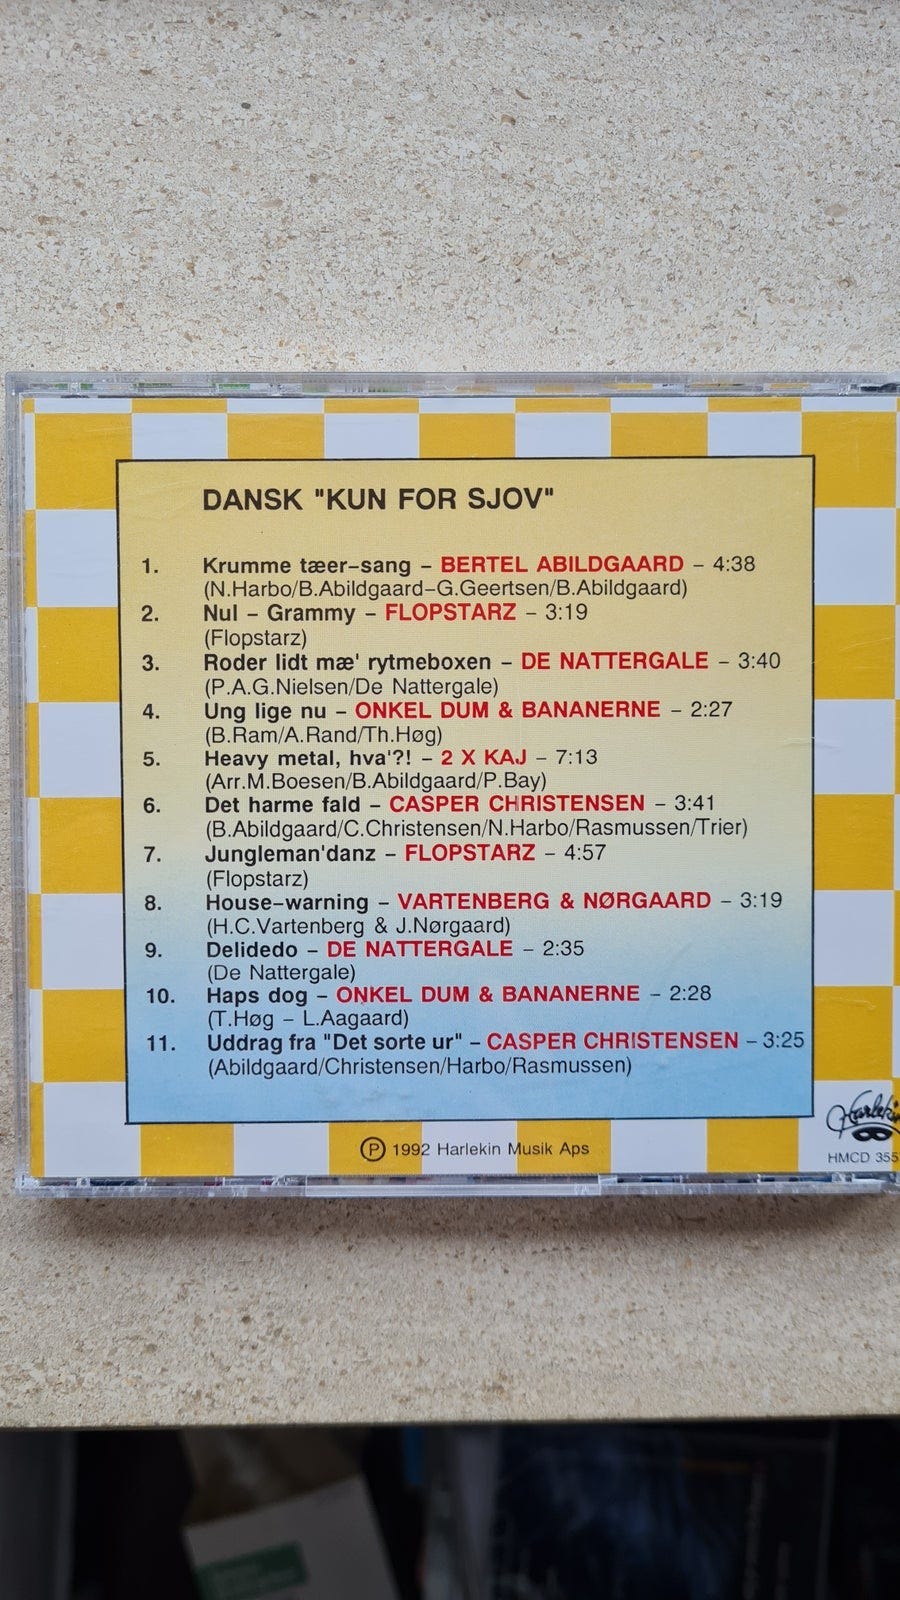 DANSK "KUN FOR SJOV"
1. Krumme tæer-sang - BERTEL ABILDGAARD - 4:38
(N.Harbo/B.Abildgaard-G.Geertsen/B.Abildgaard)
2. Nul - Grammy - FLOPSTARZ - 3:19
(Flopstarz)
3. Roder lidt mæ' rytmeboxen - DE NATTERGALE - 3:40
(P.A.G.Nielsen/De Nattergale)
4. Ung lige nu - ONKEL DUM & BANANERNE - 2:27
(B.Ram/A.Rand/Th.Høg)
5. Heavy metal, hva'?! - 2 X KAJ - 7:13
(Arr.M.Boesen/B.Abildgaard/P.Bay)
6. Det harme fald - CASPER CHRISTENSEN - 3:41
(B.Abildgaard/C.Christensen/N.Harbo/Rasmussen/Trier)
7. Jungleman'danz - FLOPSTARZ - 4:57
(Flopstarz)
8. House-warning - VARTENBERG & NØRGAARD - 3:19
(H.C.Vartenberg & J.Nørgaard)
9. Delidedo - DE NATTERGALE - 2:35
(De Nattergale)
10. Haps dog - ONKEL DUM & BANANERNE - 2:28
(T.Høg - L.Aagaard)
11. Uddrag fra "Det sorte ur" - CASPER CHRISTENSEN - 3:25
(Abildgaard/Christensen/Harbo/Rasmussen)
Ⓟ 1992 Harlekin Musik Aps
HMCD 355